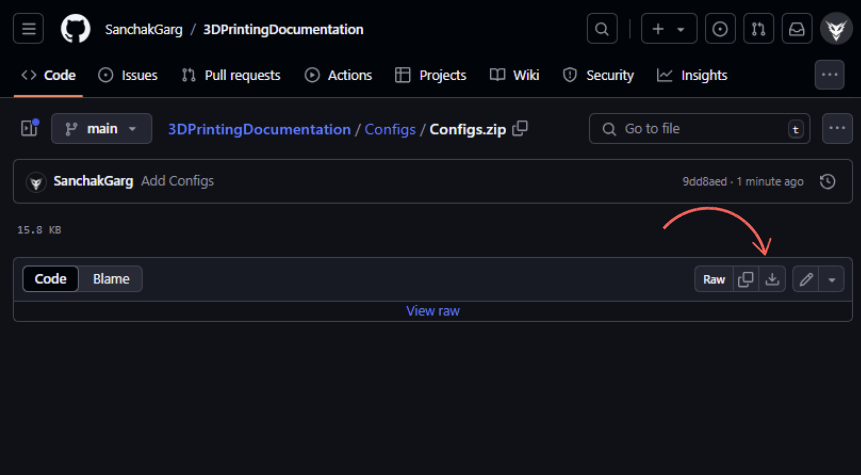 SanchakGarg / 3DPrintingDocumentation
Code Issues Pull requests Actions Projects Wiki Security Insights
main 3DPrintingDocumentation / Configs / Configs.zip Go to file t
SanchakGarg Add Configs 9dd8aed · 1 minute ago
15.8 KB
Code Blame Raw
View raw